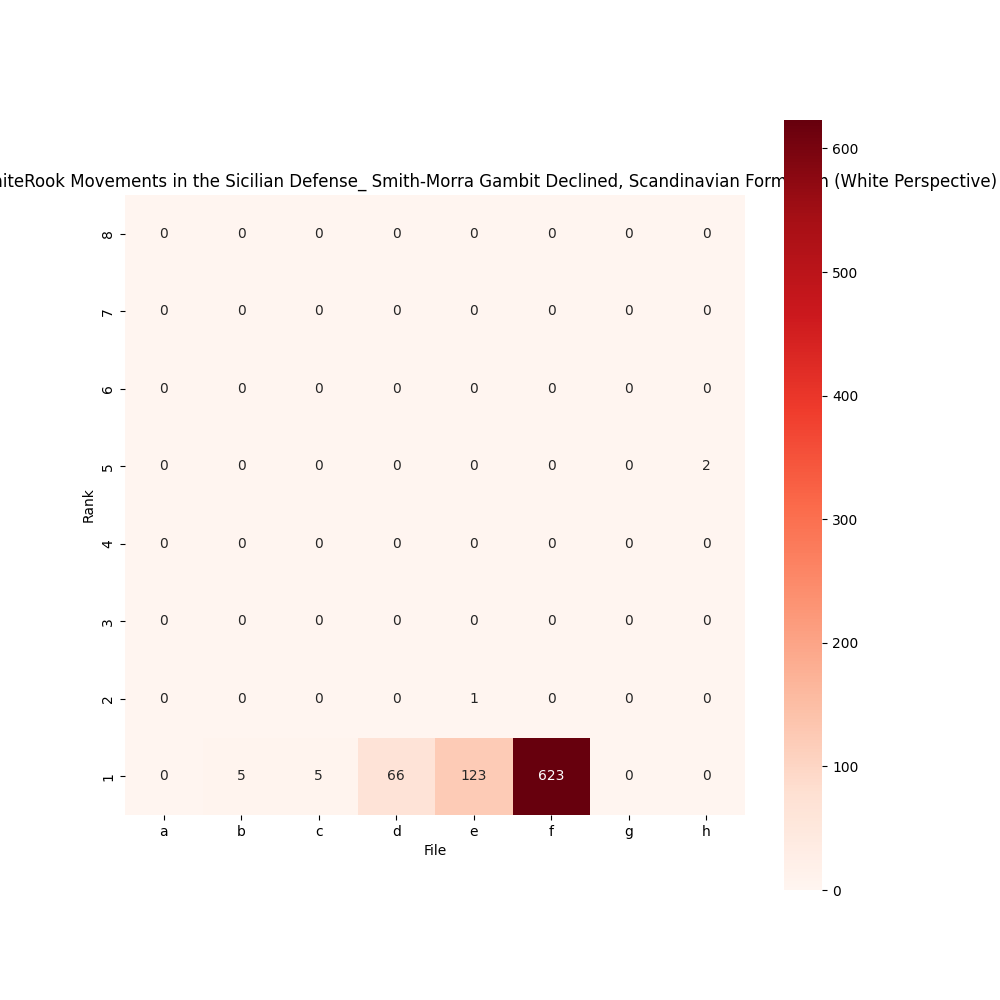 iteRook Movements in the Sicilian Defense_ Smith-Morra Gambit Declined, Scandinavian Form n (White Perspective)
600
500
400
300
200
100
0
Rank
8 0 0 0 0 0 0 0 0
7 0 0 0 0 0 0 0 0
6 0 0 0 0 0 0 0 0
5 0 0 0 0 0 0 0 2
4 0 0 0 0 0 0 0 0
3 0 0 0 0 0 0 0 0
2 0 0 0 0 1 0 0 0
1 0 5 5 66 123 623 0 0
a b c d e f g h
File